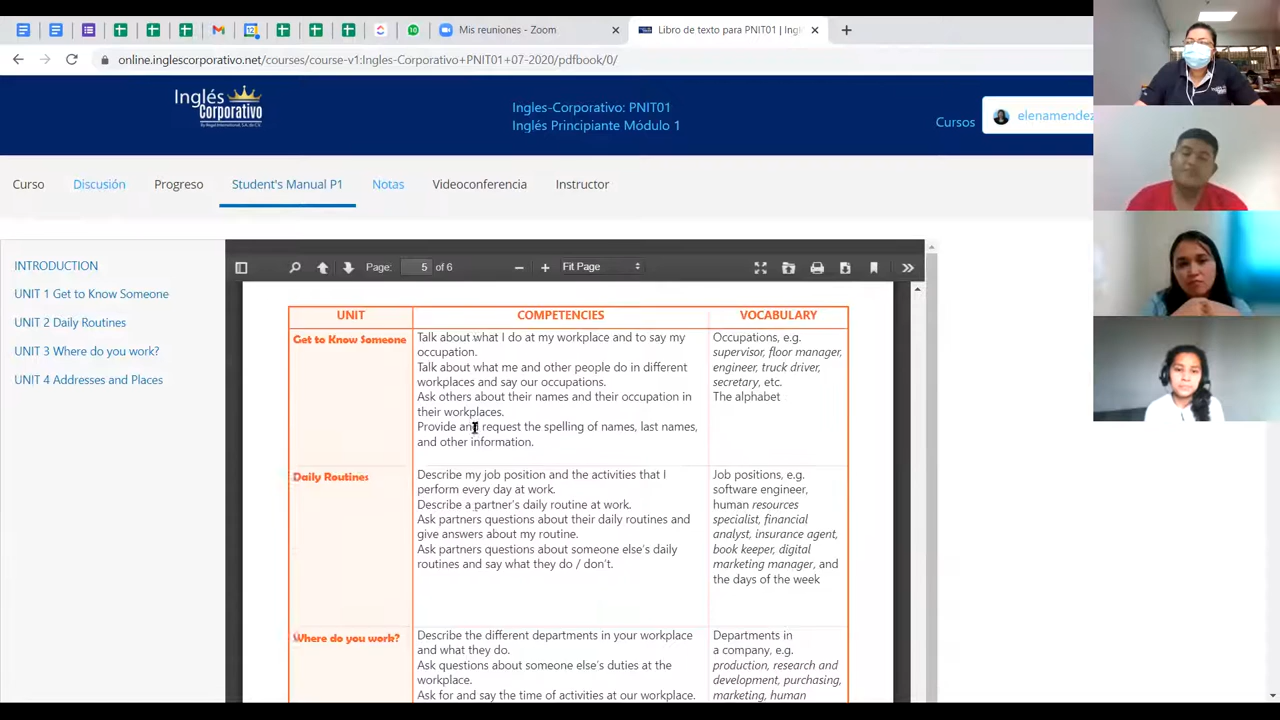 Mis reuniones - Zoom
Libro de texto para PNIT01 | Ingl
online.inglescorporativo.net/courses/course-v1:Ingles-Corporativo+PNIT01+07-2020/pdfbook/0/
Inglés
Corporativo
Ingles-Corporativo: PNIT01
Inglés Principiante Módulo 1
Cursos
elenamendez
Curso
Discusión
Progreso
Student's Manual P1
Notas
Videoconferencia
Instructor
INTRODUCTION
UNIT 1 Get to Know Someone
UNIT 2 Daily Routines
UNIT 3 Where do you work?
UNIT 4 Addresses and Places
Page: 5 of 6
Fit Page
UNIT
COMPETENCIES
VOCABULARY
Get to Know Someone
Talk about what I do at my workplace and to say my
occupation.
Talk about what me and other people do in different
workplaces and say our occupations.
Ask others about their names and their occupation in
their workplaces.
Provide and request the spelling of names, last names,
and other information.
Occupations, e.g.
supervisor, floor manager,
engineer, truck driver,
secretary, etc.
The alphabet
Daily Routines
Describe my job position and the activities that I
perform every day at work.
Describe a partner's daily routine at work.
Ask partners questions about their daily routines and
give answers about my routine.
Ask partners questions about someone else's daily
routines and say what they do / don't.
Job positions, e.g.
software engineer,
human resources
specialist, financial
analyst, insurance agent,
book keeper, digital
marketing manager, and
the days of the week
Where do you work?
Describe the different departments in your workplace
and what they do.
Ask questions about someone else's duties at the
workplace.
Ask for and say the time of activities at our workplace.
Departments in
a company, e.g.
production, research and
development, purchasing,
marketing, human